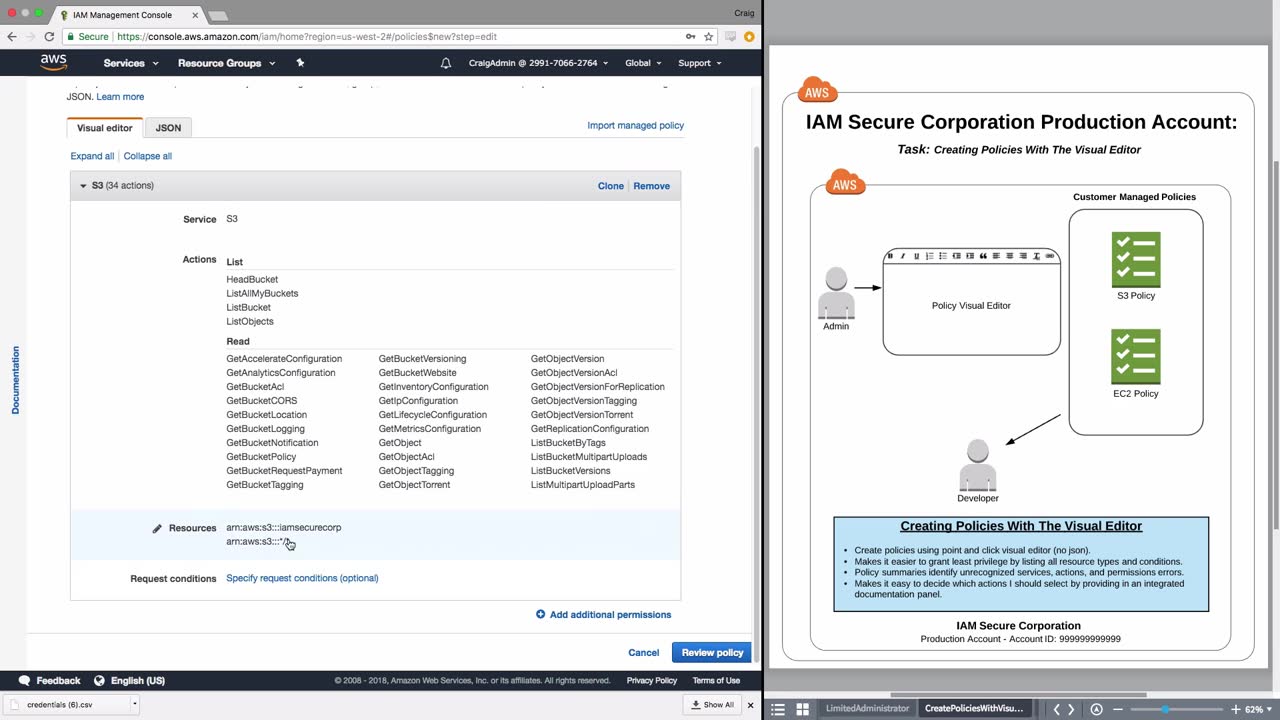 IAM Management Console
Craig
Secure | https://console.aws.amazon.com/iam/home?region=us-west-2#/policies$new?step=edit
aws
Services
Resource Groups
CraigAdmin @ 2991-7066-2764
Global
Support
JSON. Learn more
Visual editor
JSON
Import managed policy
Expand all | Collapse all
S3 (34 actions)
Clone | Remove
Service S3
Actions List
HeadBucket
ListAllMyBuckets
ListBucket
ListObjects
Read
GetAccelerateConfiguration GetBucketVersioning GetObjectVersion
GetAnalyticsConfiguration GetBucketWebsite GetObjectVersionAcl
GetBucketAcl GetInventoryConfiguration GetObjectVersionForReplication
GetBucketCORS GetIpConfiguration GetObjectVersionTagging
GetBucketLocation GetLifecycleConfiguration GetObjectVersionTorrent
GetBucketLogging GetMetricsConfiguration GetReplicationConfiguration
GetBucketNotification GetObject ListBucketByTags
GetBucketPolicy GetObjectAcl ListBucketMultipartUploads
GetBucketRequestPayment GetObjectTagging ListBucketVersions
GetBucketTagging GetObjectTorrent ListMultipartUploadParts
Resources arn:aws:s3:::iamsecurecorp
arn:aws:s3:::*/
Request conditions Specify request conditions (optional)
Add additional permissions
Cancel
Review policy
Documentation
Feedback
English (US)
© 2008 - 2018, Amazon Web Services, Inc. or its affiliates. All rights reserved.
Privacy Policy
Terms of Use
credentials (6).csv
Show All
AWS
IAM Secure Corporation Production Account:
Task: Creating Policies With The Visual Editor
AWS
Customer Managed Policies
B I U
Policy Visual Editor
Admin
S3 Policy
EC2 Policy
Developer
Creating Policies With The Visual Editor
• Create policies using point and click visual editor (no json).
• Makes it easier to grant least privilege by listing all resource types and conditions.
• Policy summaries identify unrecognized services, actions, and permissions errors.
• Makes it easy to decide which actions I should select by providing in an integrated
documentation panel.
IAM Secure Corporation
Production Account - Account ID: 999999999999
LimitedAdministrator
CreatePoliciesWithVisu...
62%